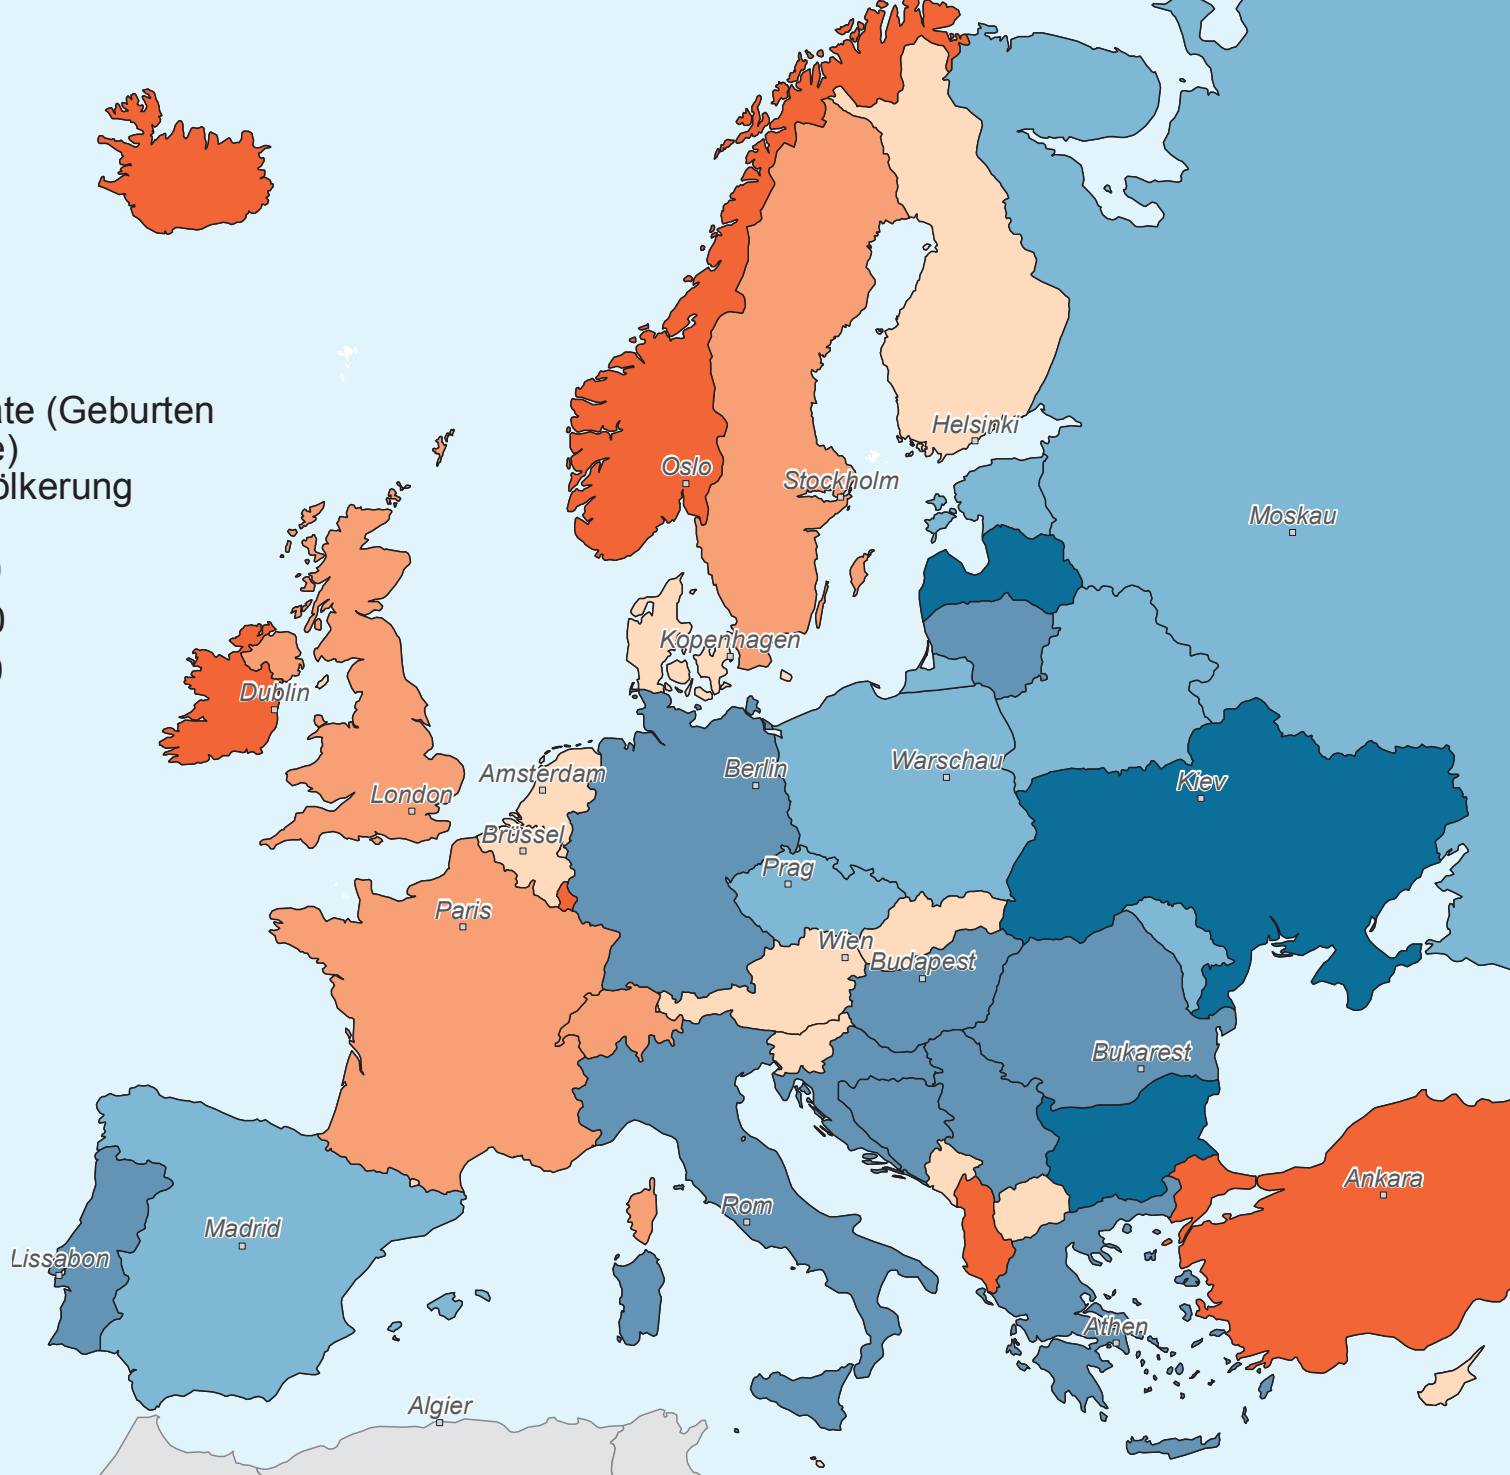 (Geburten
ölkerung
Helsinki
Oslo
Stockholm
Moskau
Kopenhagen
Dublin
Warschau
Berlin
Amsterdam
Kiev
London
Brüssel
Prag
Paris
Wien
Budapest
Bukarest
Ankara
Rom
Madrid
Lissabon
Athen
Algier